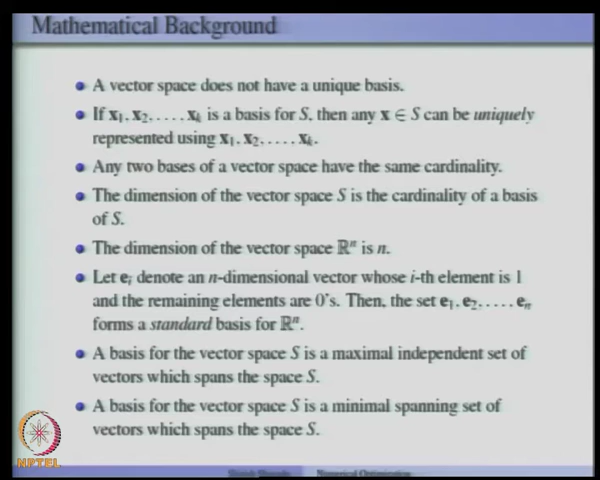 Mathematical Background
A vector space does not have a unique basis.
If x₁, x₂, . . . , xₖ is a basis for S, then any x ∈ S can be uniquely
represented using x₁, x₂, . . . , xₖ.
Any two bases of a vector space have the same cardinality.
The dimension of the vector space S is the cardinality of a basis
of S.
The dimension of the vector space ℝⁿ is n.
Let eᵢ denote an n-dimensional vector whose i-th element is 1
and the remaining elements are 0's. Then, the set e₁, e₂, . . . , eₙ
forms a standard basis for ℝⁿ.
A basis for the vector space S is a maximal independent set of
vectors which spans the space S.
A basis for the vector space S is a minimal spanning set of
vectors which spans the space S.
NPTEL
Numerical Optimization